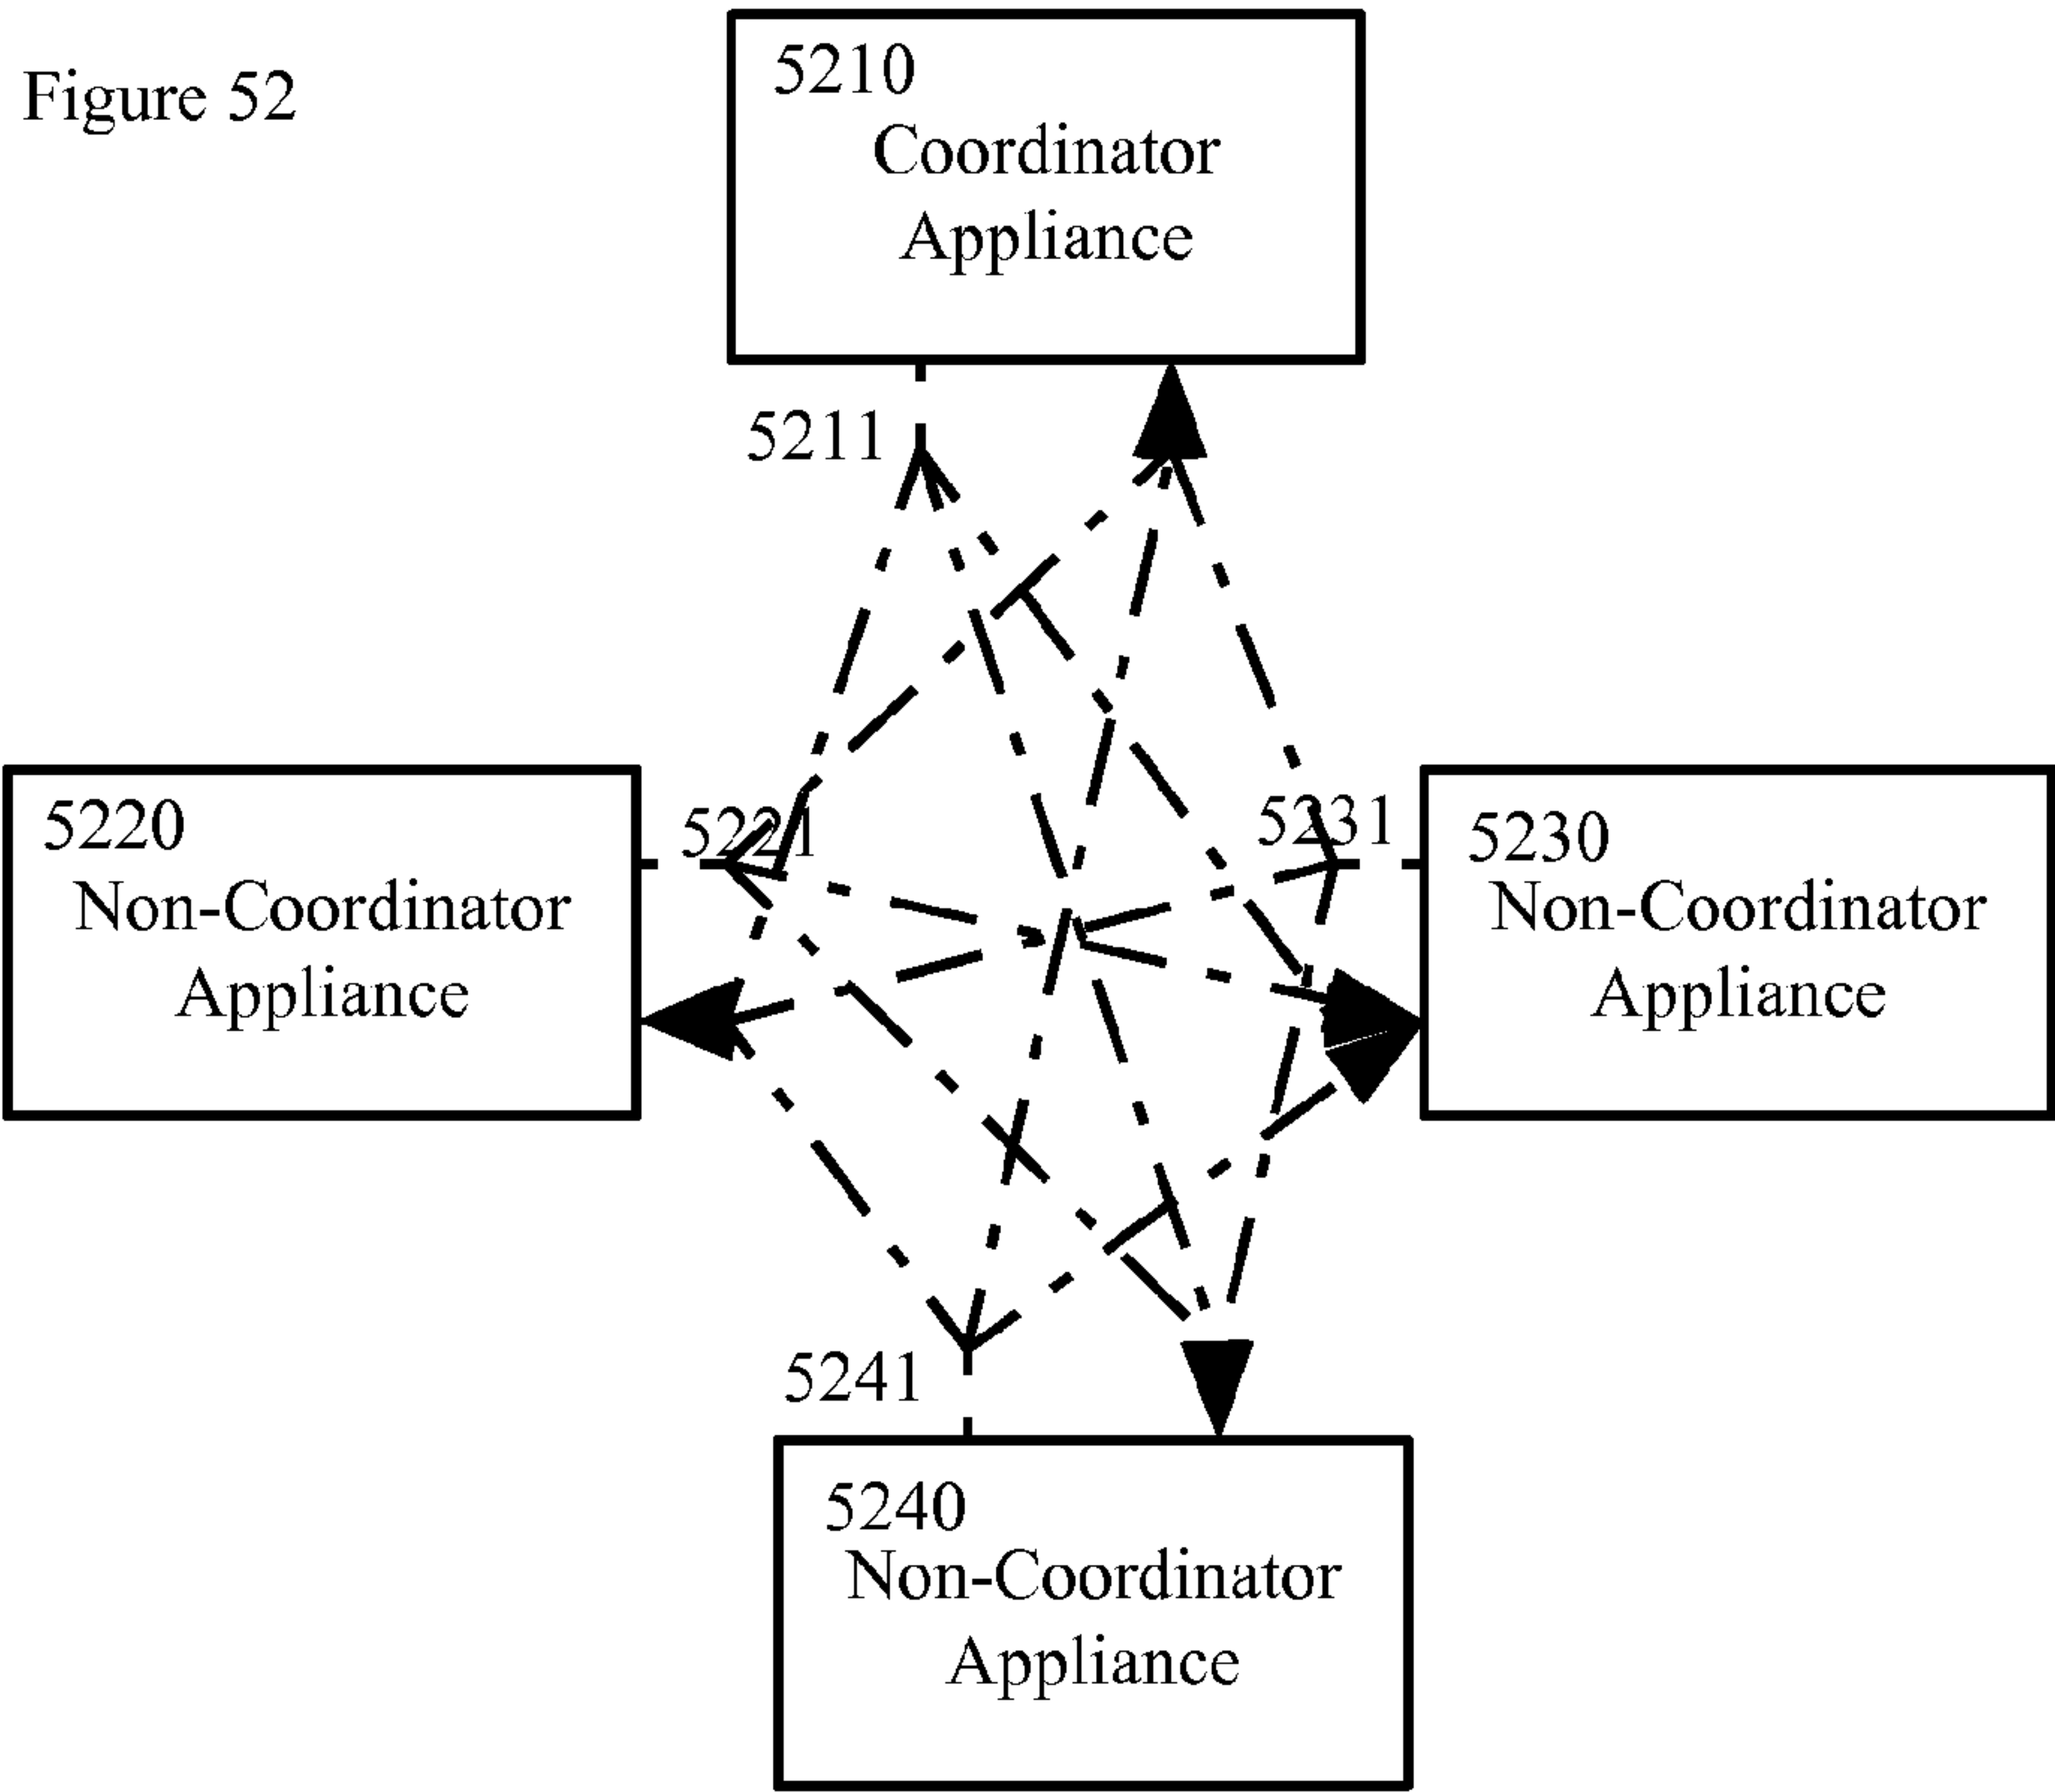 Figure 52
5210
Coordinator
Appliance
5211
5220
Non-Coordinator
Appliance
5221
5231
5230
Non-Coordinator
Appliance
5241
5240
Non-Coordinator
Appliance